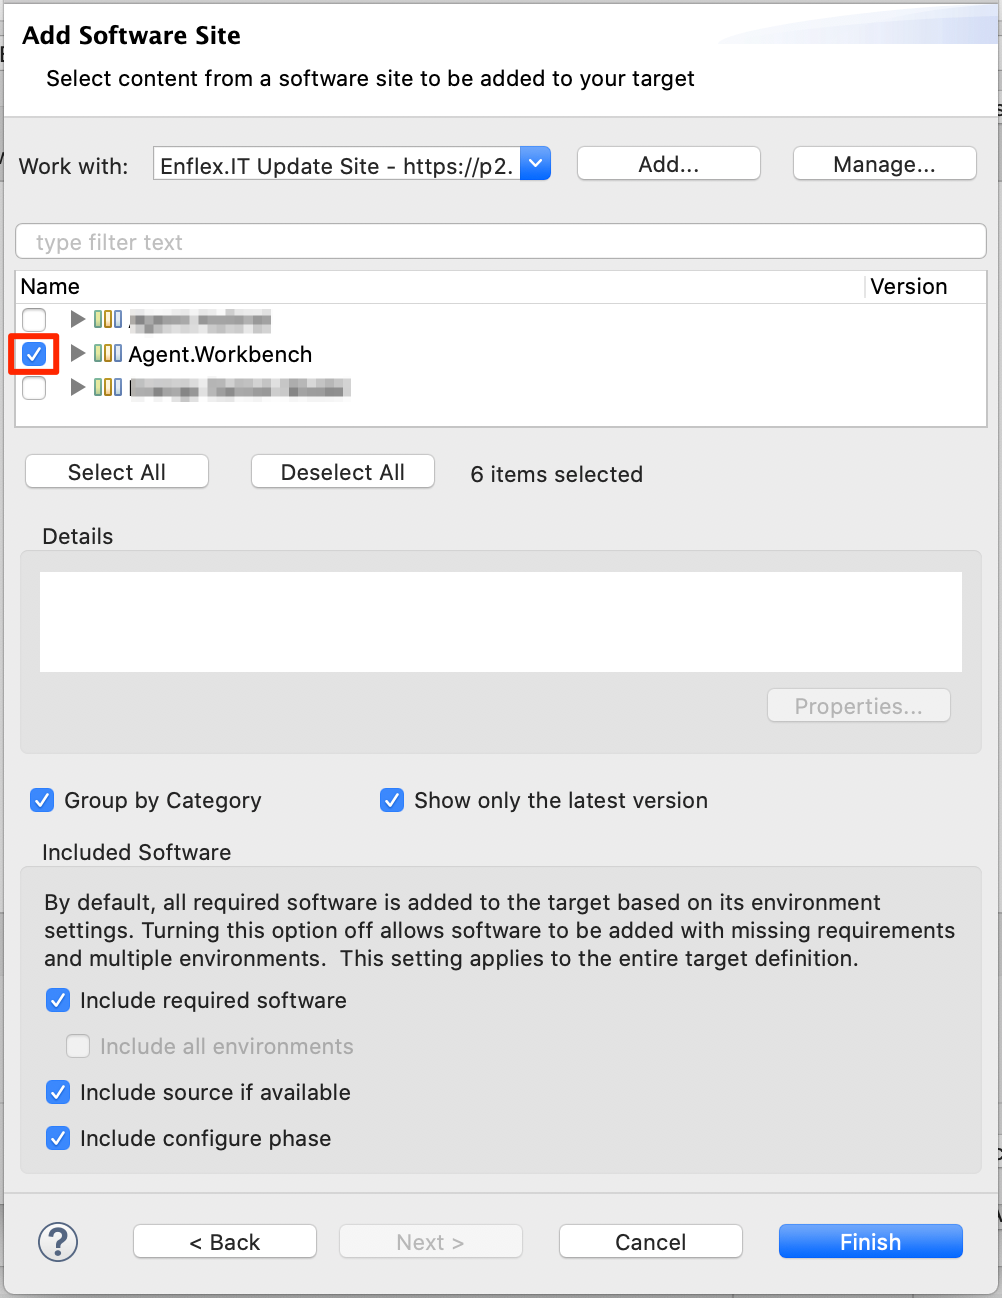 Add Software Site
Select content from a software site to be added to your target
Work with: Enflex.IT Update Site - https://p2. Add... Manage...
type filter text
Name Version
Agent.Workbench
Select All Deselect All 6 items selected
Details
Properties...
Group by Category Show only the latest version
Included Software
By default, all required software is added to the target based on its environment
settings. Turning this option off allows software to be added with missing requirements
and multiple environments.  This setting applies to the entire target definition.
Include required software
Include all environments
Include source if available
Include configure phase
? < Back Next > Cancel Finish